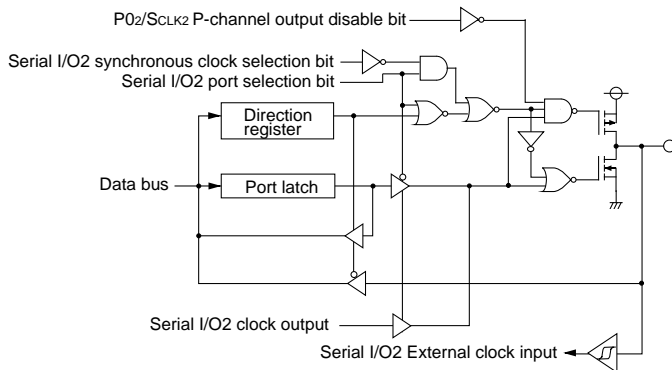 P02/SCLK2 P-channel output disable bit
Serial I/O2 synchronous clock selection bit
Serial I/O2 port selection bit
Direction
register
Data bus
Port latch
Serial I/O2 clock output
Serial I/O2 External clock input